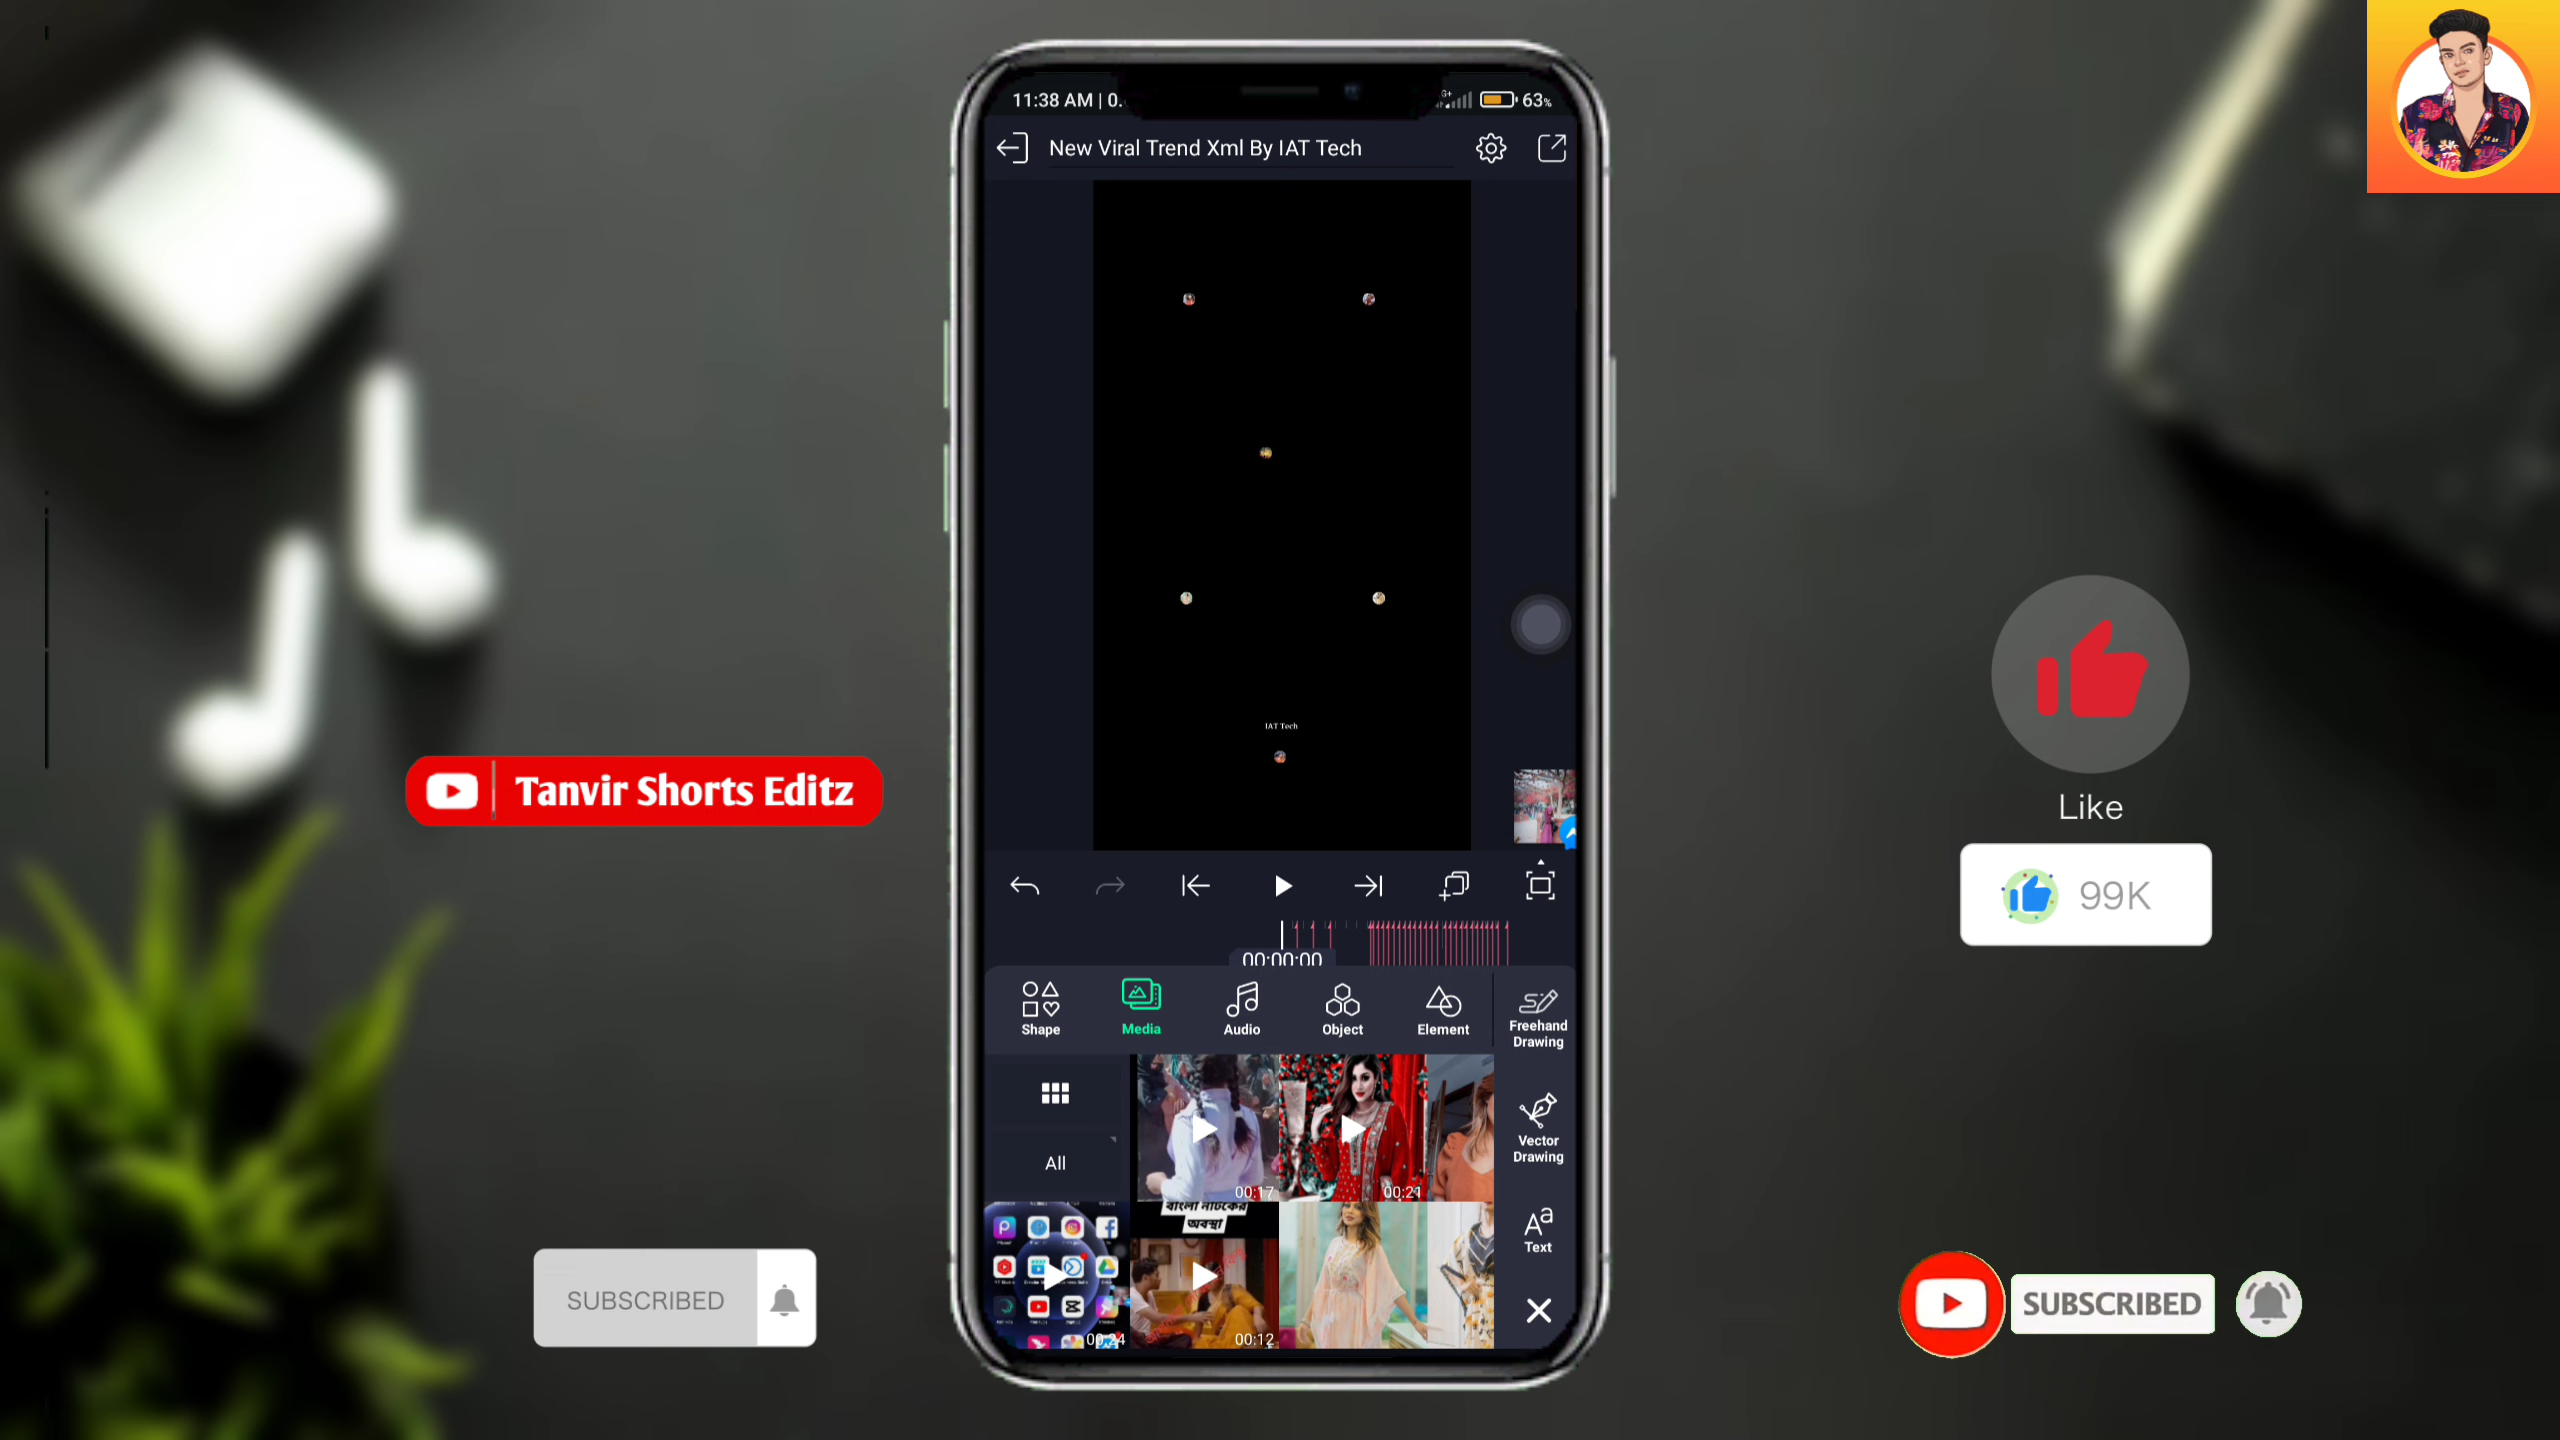 11:38 AM | 0.
63%
New Viral Trend Xml By IAT Tech
IAT Tech
Tanvir Shorts Editz
Like
99K
00:00:00
Shape
Media
Audio
Object
Element
Freehand
Drawing
All
00:17
00:21
Vector
Drawing
বাংলা নাটকের
অবস্থা
Text
00:24
00:12
SUBSCRIBED
SUBSCRIBED